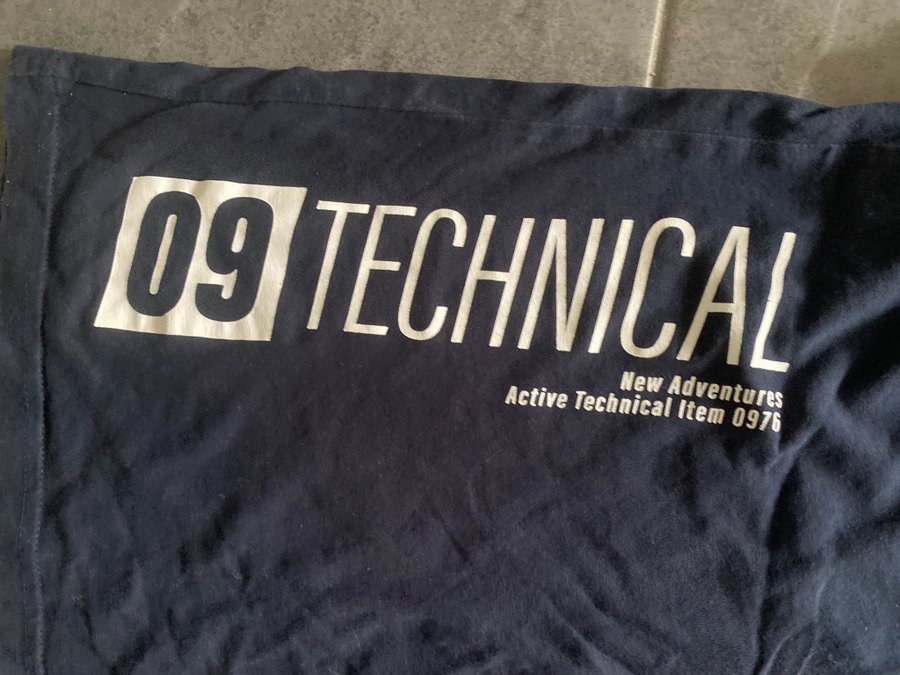 09 TECHNICAL
New Adventures
Active Technical Item 0976